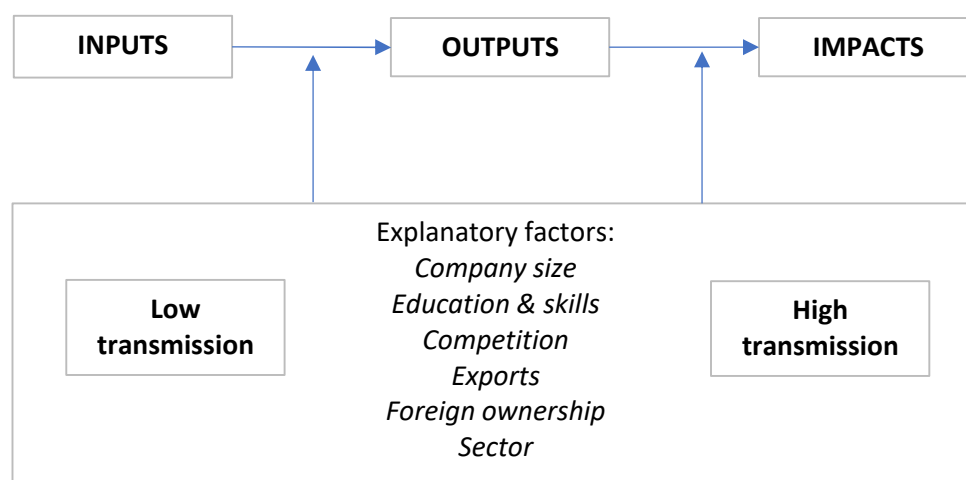 INPUTS
OUTPUTS
IMPACTS
Explanatory factors:
Company size
Education & skills
Competition
Exports
Foreign ownership
Sector
Low
transmission
High
transmission